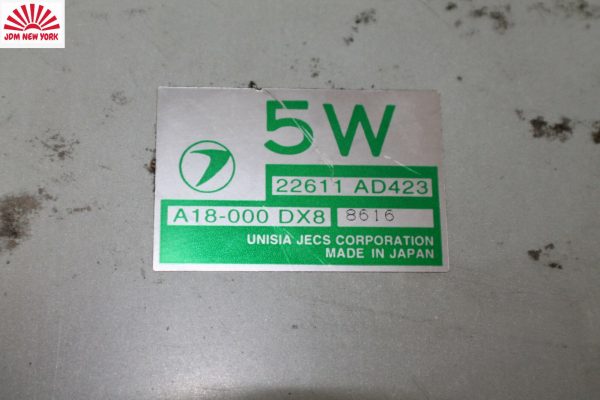 JDM NEW YORK
5W
22611 AD423
A18-000 DX8 8616
UNISIA JECS CORPORATION
MADE IN JAPAN